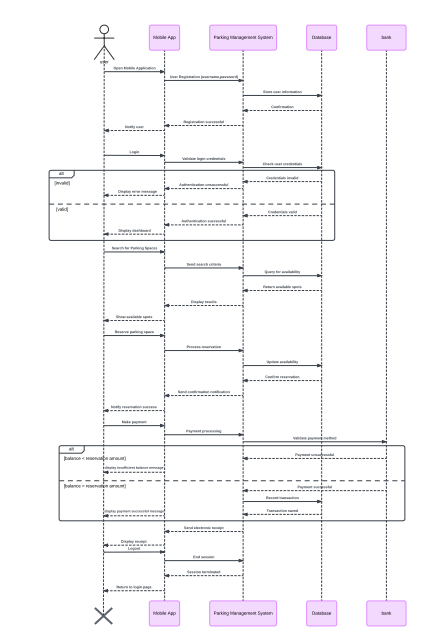 Mobile App
Parking Management System
Database
bank
user
Open Mobile Application
User Registration (username,password)
Store user information
Confirmation
Registration successful
Notify user
Login
Validate login credentials
Check user credentials
alt
[invalid]
Credentials invalid
Authentication unsuccessful
Display error message
[valid]
Credentials valid
Authentication successful
Display dashboard
Search for Parking Spaces
Send search criteria
Query for availability
Return available spots
Display results
Show available spots
Reserve parking space
Process reservation
Update availability
Confirm reservation
Send confirmation notification
Notify reservation success
Make payment
Payment processing
Validate payment method
alt
[balance < reservation amount]
Payment unsuccessful
display insufficient balance message
[balance > reservation amount]
Payment successful
Record transaction
Transaction saved
display payment successful message
Send electronic receipt
Display receipt
Logout
End session
Session terminated
Return to login page
Mobile App
Parking Management System
Database
bank